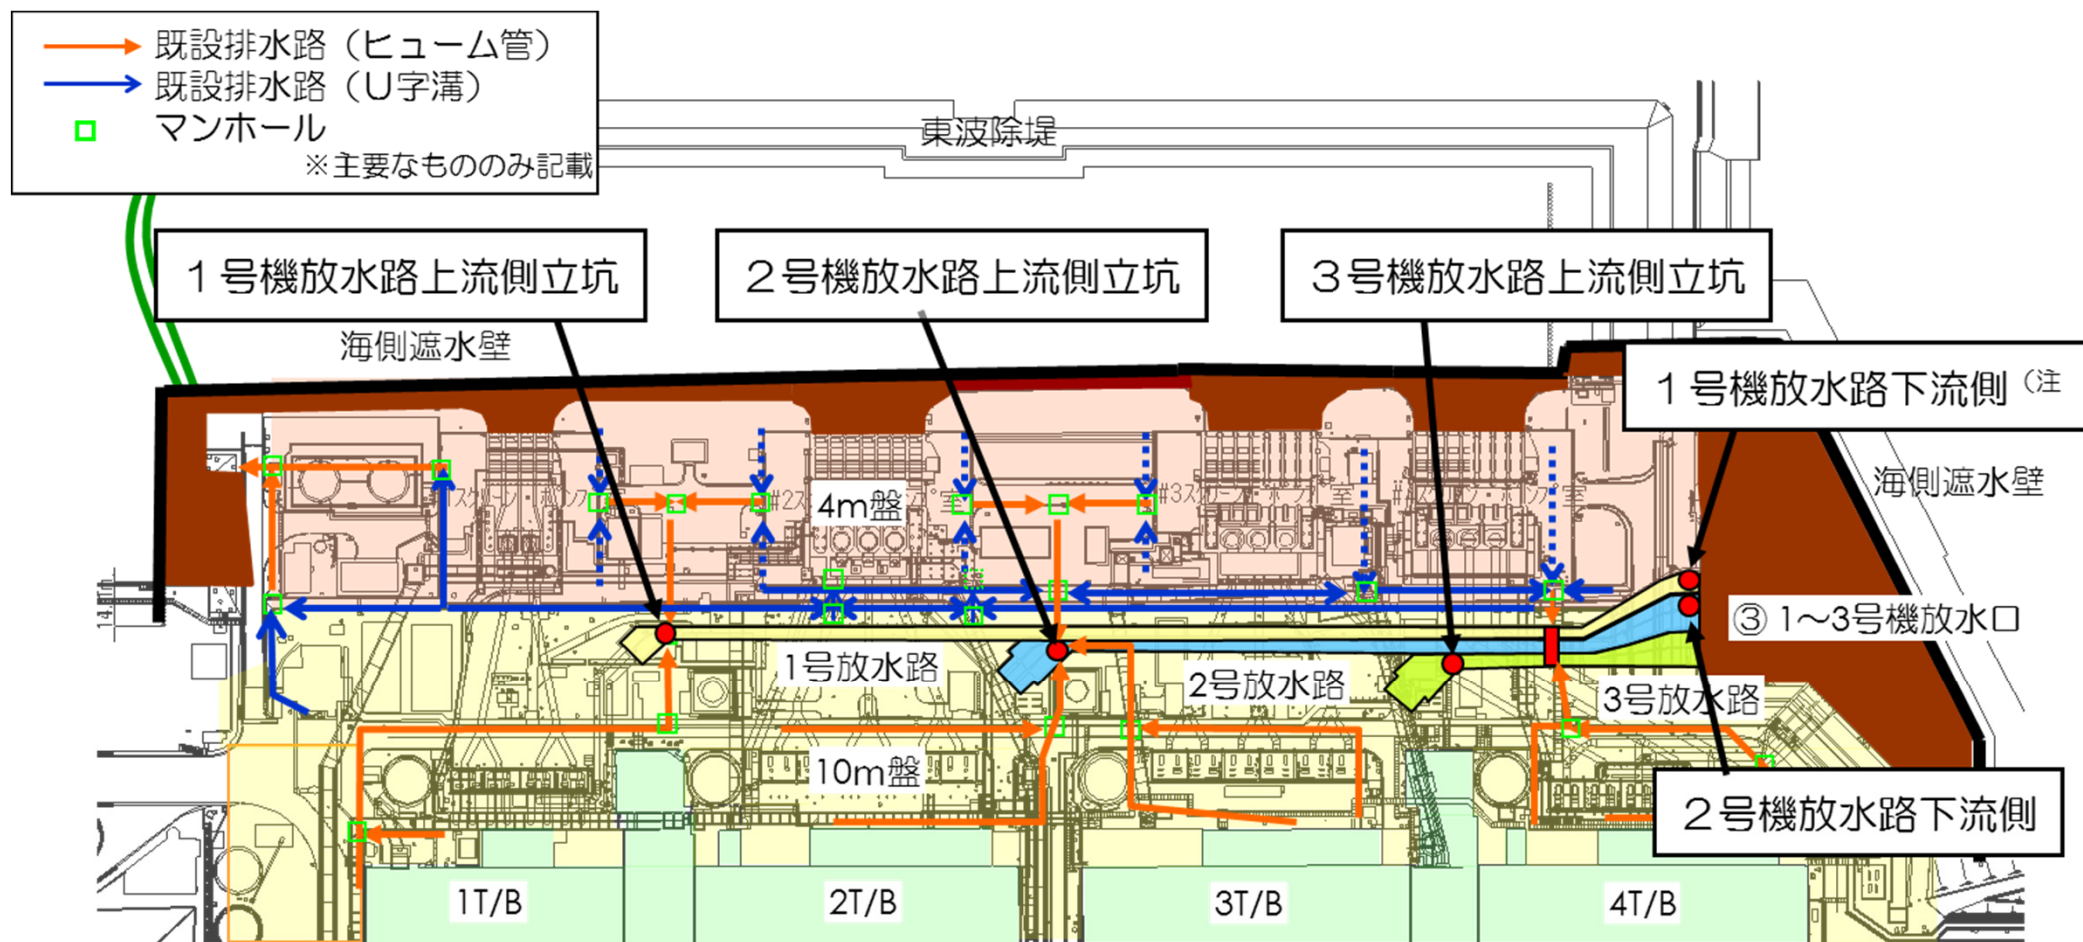 既設排水路（ヒューム管）
既設排水路（U字溝）
マンホール
※主要なもののみ記載
東波除堤
1号機放水路上流側立坑
2号機放水路上流側立坑
3号機放水路上流側立坑
海側遮水壁
1号機放水路下流側（注
海側遮水壁
4m盤
③ 1〜3号機放水口
1号放水路
2号放水路
3号放水路
10m盤
2号機放水路下流側
1T/B
2T/B
3T/B
4T/B